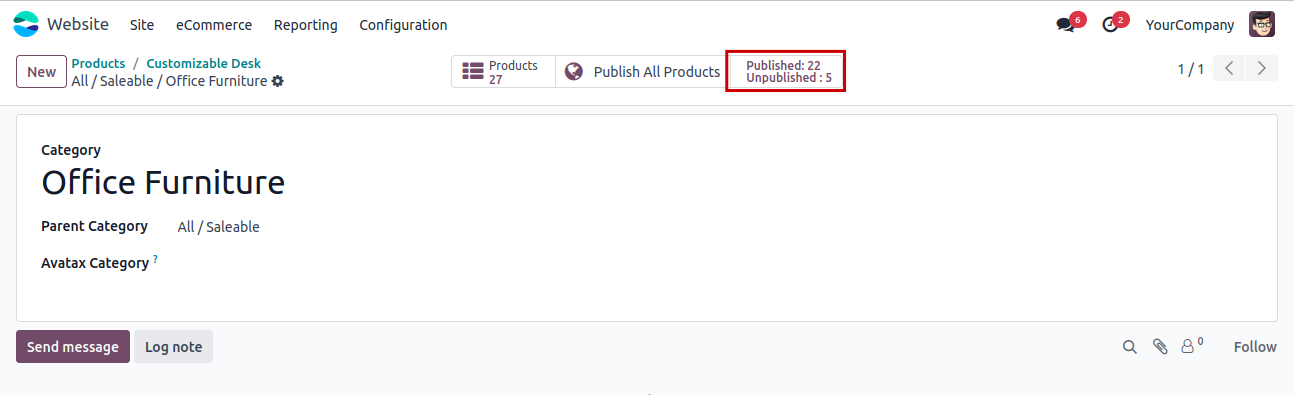 Website Site eCommerce Reporting Configuration 6 2 YourCompany
New Products / Customizable Desk
All / Saleable / Office Furniture
Products
27
Publish All Products
Published: 22
Unpublished : 5
1 / 1
Category
Office Furniture
Parent Category All / Saleable
Avatax Category ?
Send message Log note 0 Follow